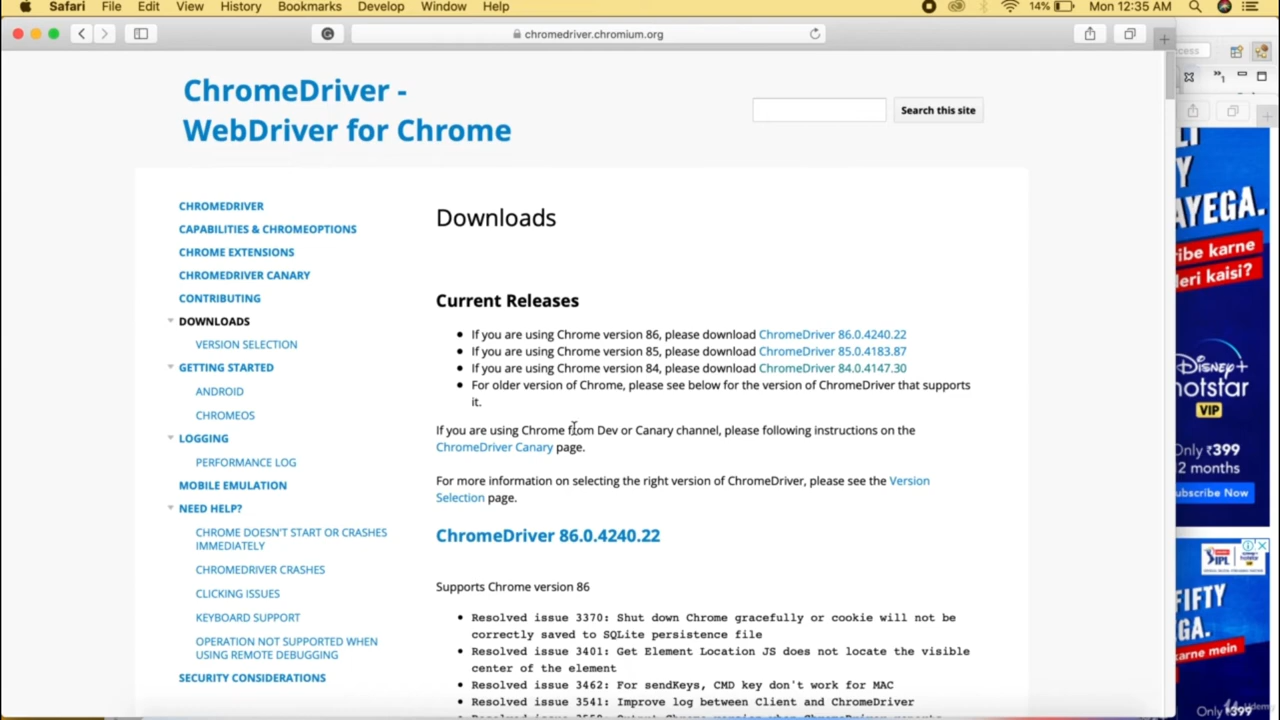 Safari File Edit View History Bookmarks Develop Window Help 14% Mon 12:35 AM
chromedriver.chromium.org
ChromeDriver -
WebDriver for Chrome
Search this site
CHROMEDRIVER
CAPABILITIES & CHROMEOPTIONS
CHROME EXTENSIONS
CHROMEDRIVER CANARY
CONTRIBUTING
DOWNLOADS
VERSION SELECTION
GETTING STARTED
ANDROID
CHROMEOS
LOGGING
PERFORMANCE LOG
MOBILE EMULATION
NEED HELP?
CHROME DOESN'T START OR CRASHES
IMMEDIATELY
CHROMEDRIVER CRASHES
CLICKING ISSUES
KEYBOARD SUPPORT
OPERATION NOT SUPPORTED WHEN
USING REMOTE DEBUGGING
SECURITY CONSIDERATIONS
Downloads
Current Releases
If you are using Chrome version 86, please download ChromeDriver 86.0.4240.22
If you are using Chrome version 85, please download ChromeDriver 85.0.4183.87
If you are using Chrome version 84, please download ChromeDriver 84.0.4147.30
For older version of Chrome, please see below for the version of ChromeDriver that supports
it.
If you are using Chrome from Dev or Canary channel, please following instructions on the
ChromeDriver Canary page.
For more information on selecting the right version of ChromeDriver, please see the Version
Selection page.
ChromeDriver 86.0.4240.22
Supports Chrome version 86
Resolved issue 3370: Shut down Chrome gracefully or cookie will not be
correctly saved to SQLite persistence file
Resolved issue 3401: Get Element Location JS does not locate the visible
center of the element
Resolved issue 3462: For sendKeys, CMD key don't work for MAC
Resolved issue 3541: Improve log between Client and ChromeDriver
AYEGA.
ribe karne
leri kaisi?
Disney+
hotstar
VIP
Only ₹399
2 months
ubscribe Now
IPL
FIFTY
GA.
karne mein
Only ₹399